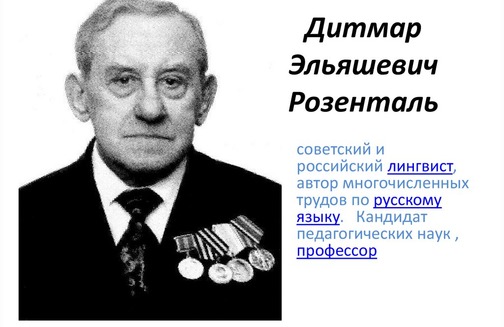 Дитмар
Эльяшевич
Розенталь
советский и
российский лингвист,
автор многочисленных
трудов по русскому
языку. Кандидат
педагогических наук ,
профессор